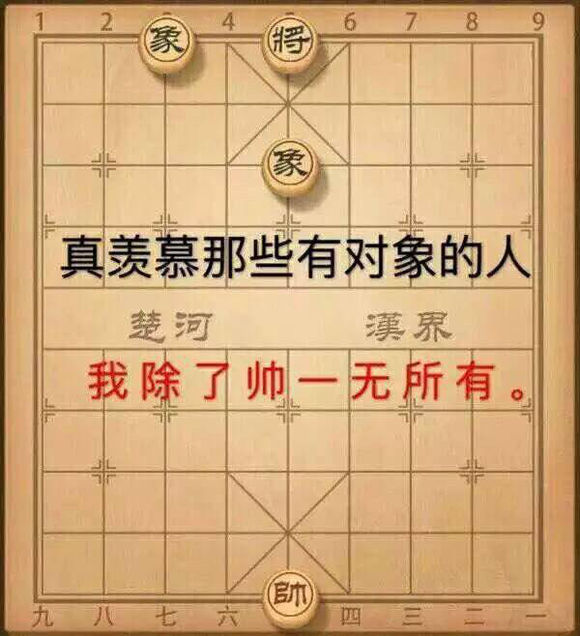 1 2 3 4 5 6 7 8 9
象 將
象
真羡慕那些有对象的人
楚河 漢界
我除了帅一无所有。
帥
九 八 七 六 四 三 二 一